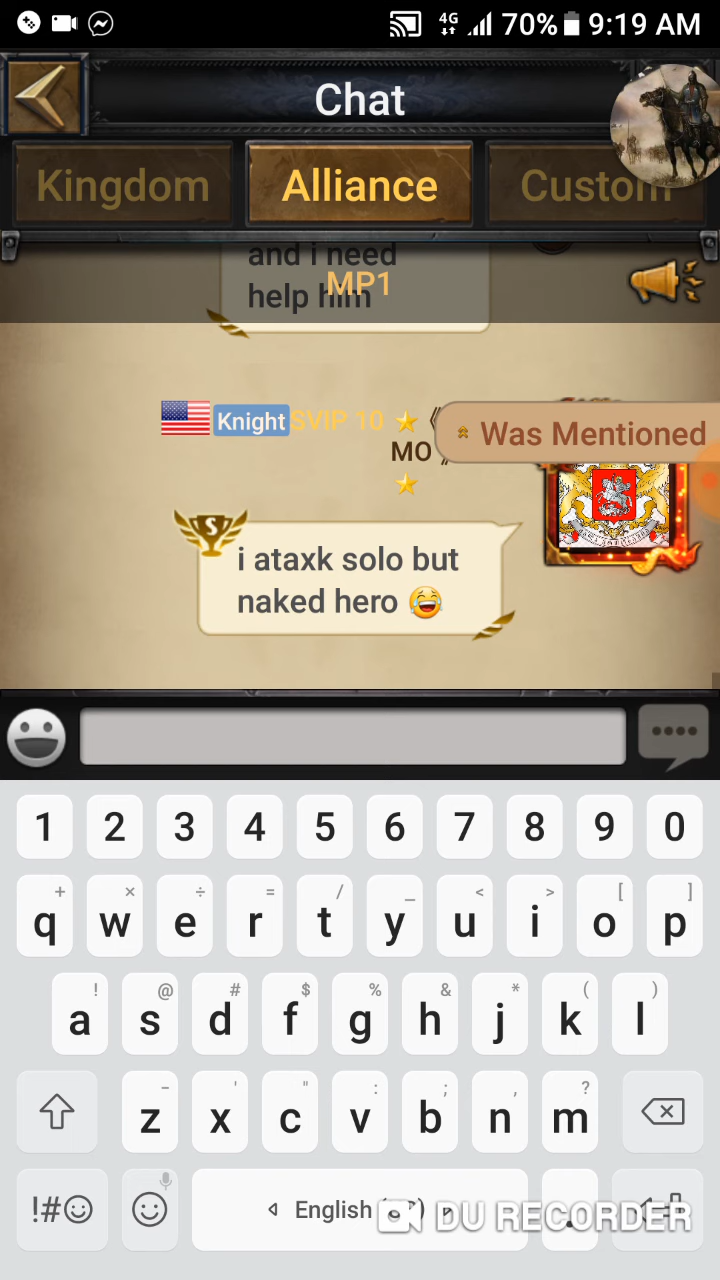 4G 70% 9:19 AM
Chat
Kingdom Alliance Custom
and i need
MP1
help him
Knight SVIP 10
Was Mentioned
MO
S
i ataxk solo but
naked hero 😂
1 2 3 4 5 6 7 8 9 0
+ × ÷ = / _ < > [ ]
q w e r t y u i o p
! @ # $ % & * ( )
a s d f g h j k l
- ' " : ; , ?
z x c v b n m
!#☺ English
DU RECORDER